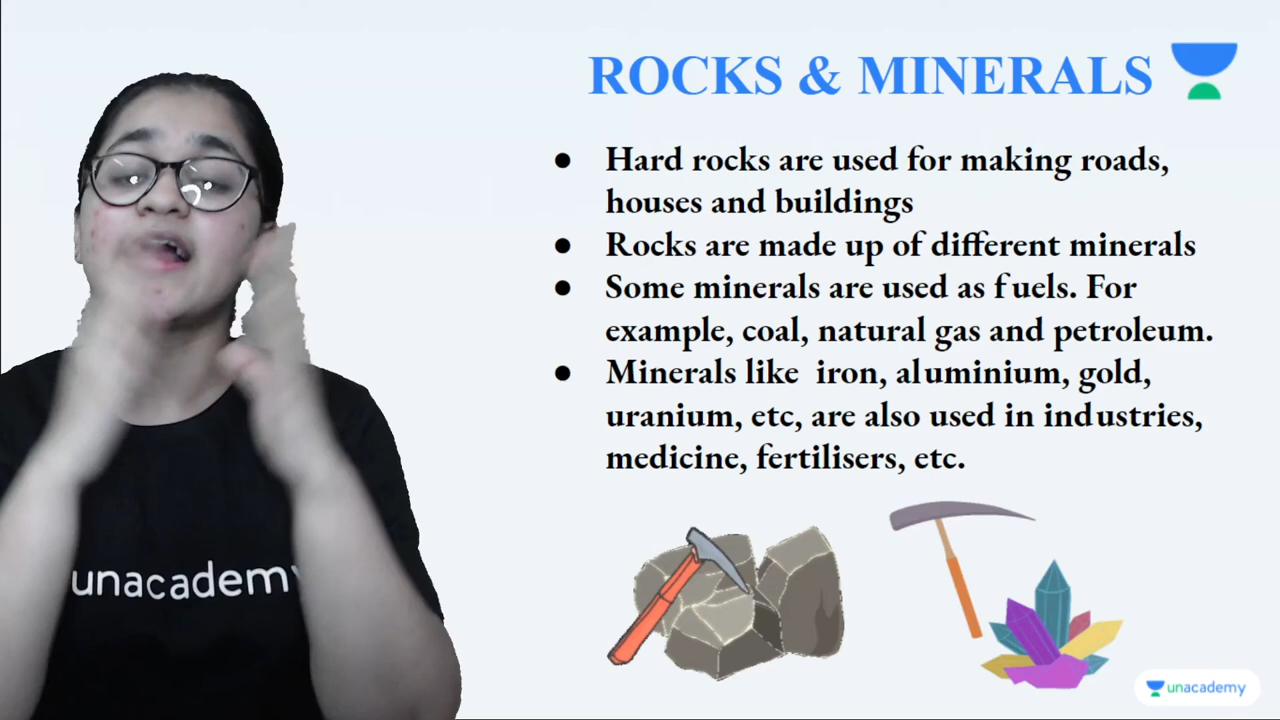 ROCKS & MINERALS
● Hard rocks are used for making roads,
houses and buildings
● Rocks are made up of different minerals
● Some minerals are used as fuels. For
example, coal, natural gas and petroleum.
● Minerals like iron, aluminium, gold,
uranium, etc, are also used in industries,
medicine, fertilisers, etc.
unacademy
unacademy